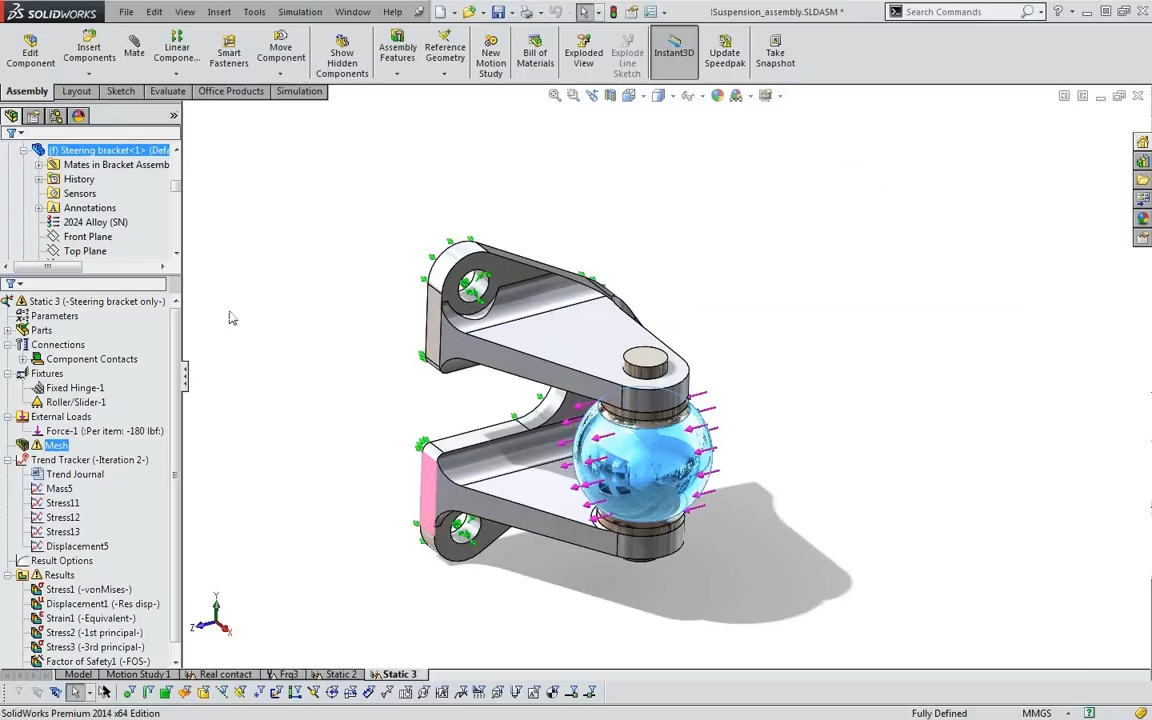 SOLIDWORKS File Edit View Insert Tools Simulation Window Help !Suspension_assembly.SLDASM * Search Commands
Edit Component
Insert Components
Mate
Linear Compone...
Smart Fasteners
Move Component
Show Hidden Components
Assembly Features
Reference Geometry
New Motion Study
Bill of Materials
Exploded View
Explode Line Sketch
Instant3D
Update Speedpak
Take Snapshot
Assembly Layout Sketch Evaluate Office Products Simulation
(f) Steering bracket<1> (Defa
Mates in Bracket Assemb
History
Sensors
Annotations
2024 Alloy (SN)
Front Plane
Top Plane
Static 3 (-Steering bracket only-)
Parameters
Parts
Connections
Component Contacts
Fixtures
Fixed Hinge-1
Roller/Slider-1
External Loads
Force-1 (:Per item: -180 lbf:)
Mesh
Trend Tracker (-Iteration 2-)
Trend Journal
Mass5
Stress11
Stress12
Stress13
Displacement5
Result Options
Results
Stress1 (-vonMises-)
Displacement1 (-Res disp-)
Strain1 (-Equivalent-)
Stress2 (-1st principal-)
Stress3 (-3rd principal-)
Factor of Safety1 (-FOS-)
Y
Z
X
Model Motion Study 1 Real contact Frq3 Static 2 Static 3
SolidWorks Premium 2014 x64 Edition Fully Defined MMGS